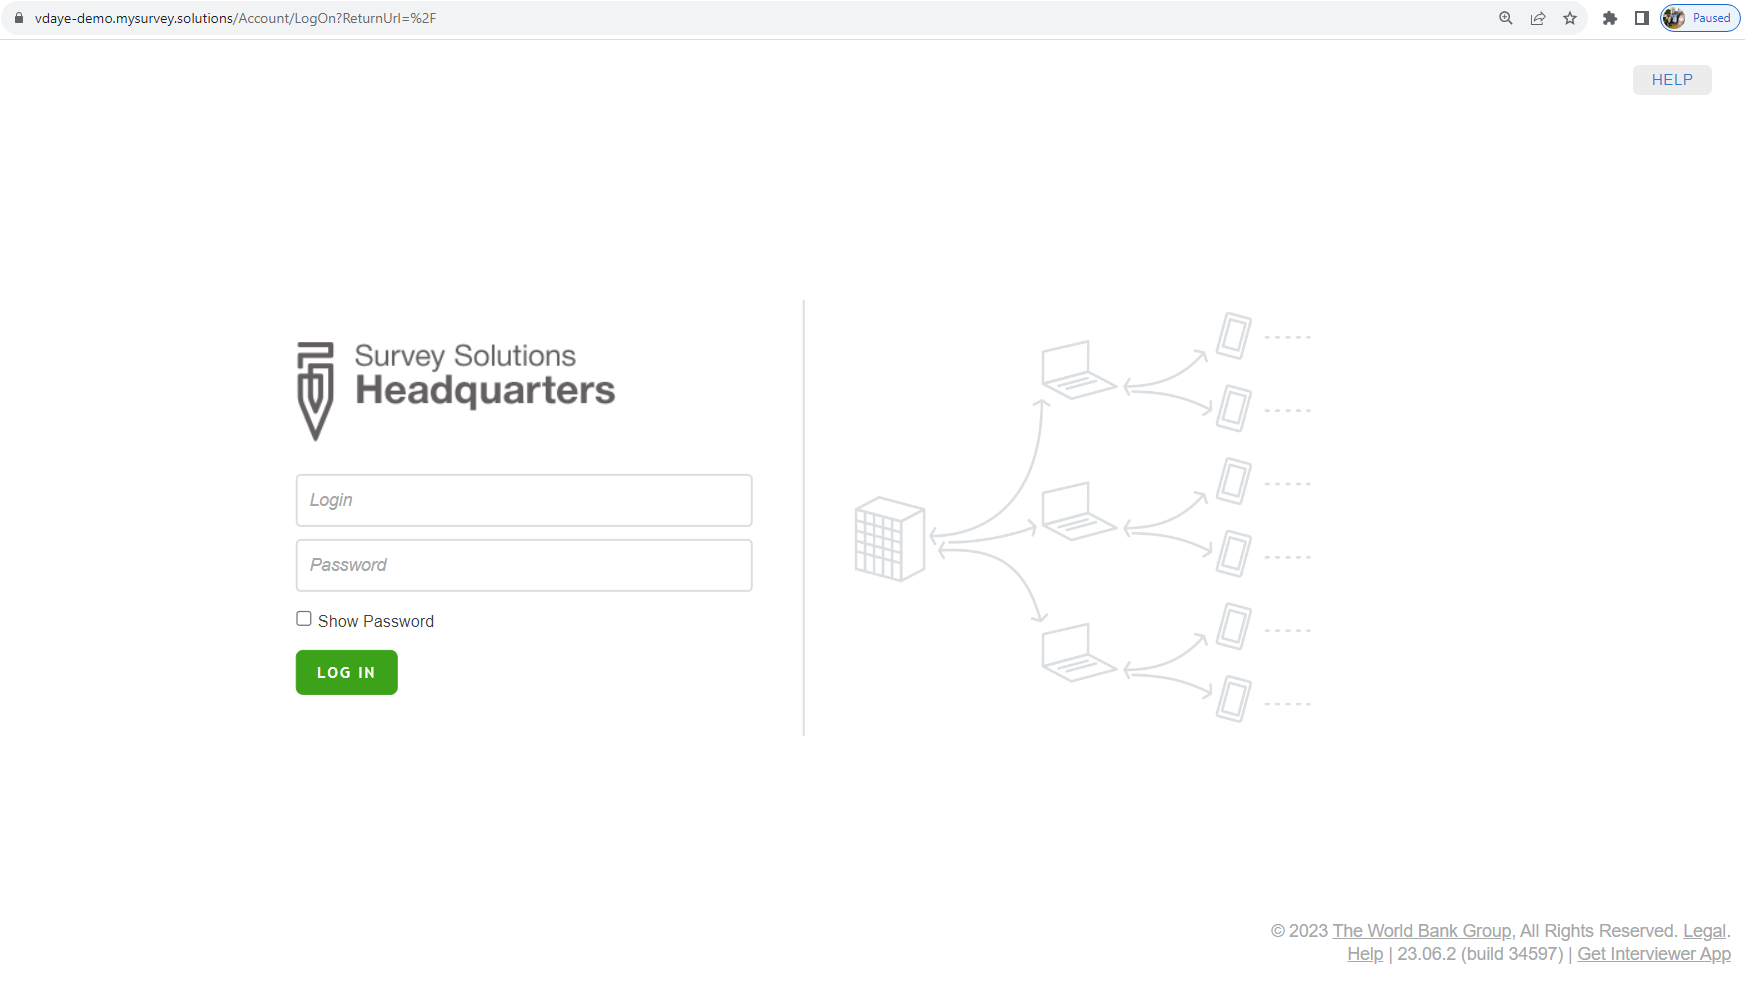 vdaye-demo.mysurvey.solutions/Account/LogOn?ReturnUrl=%2F
Paused
HELP
Survey Solutions
Headquarters
Login
Password
Show Password
LOG IN
© 2023 The World Bank Group, All Rights Reserved. Legal.
Help | 23.06.2 (build 34597) | Get Interviewer App